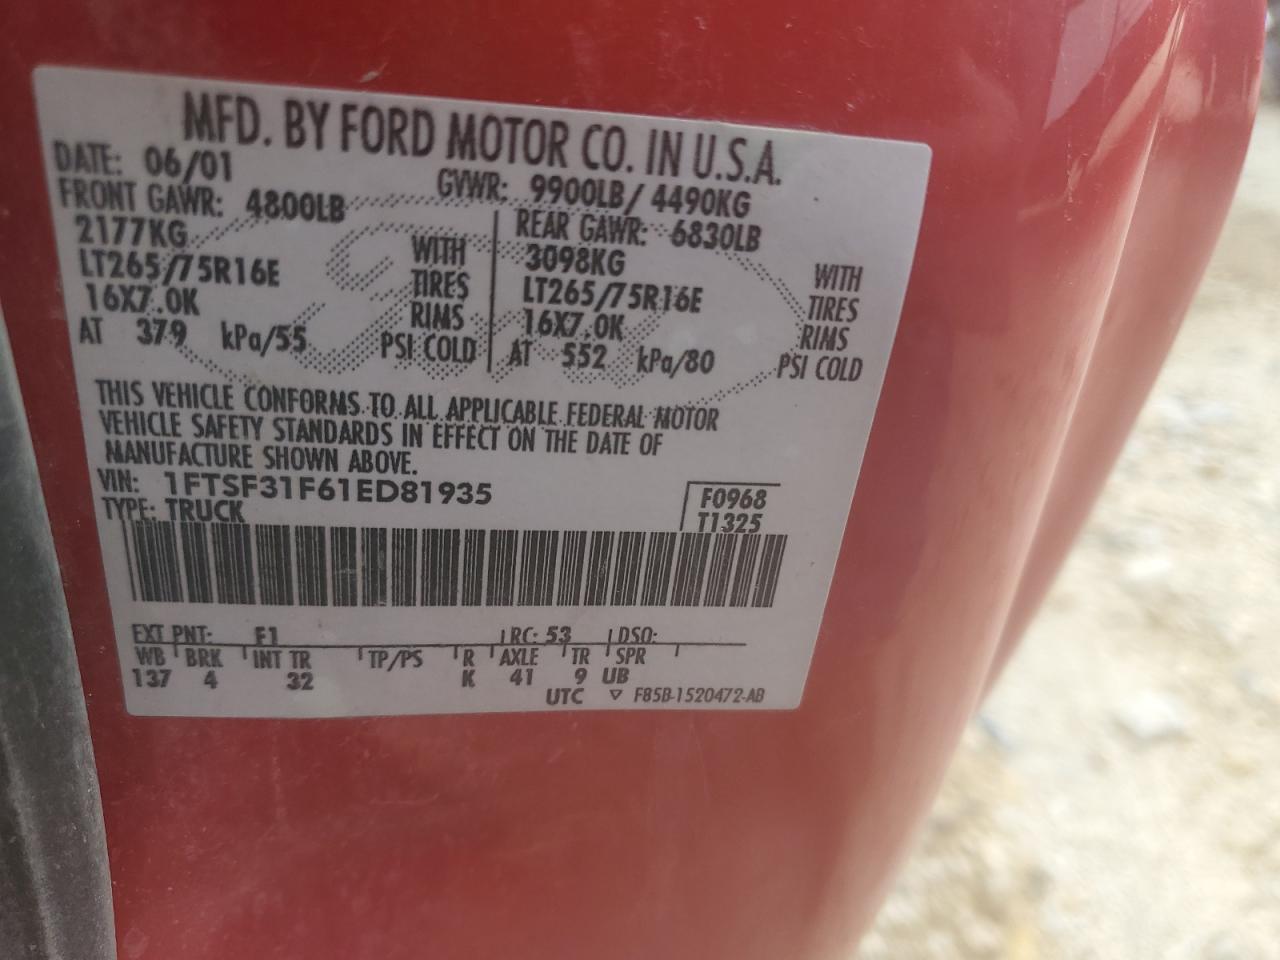 MFD. BY FORD MOTOR CO. IN U.S.A.
DATE: 06/01 GVWR: 9900LB/ 4490KG
FRONT GAWR: 4800LB REAR GAWR: 6830LB
2177KG WITH 3098KG WITH
LT265/75R16E TIRES LT265/75R16E TIRES
16X7.0K RIMS 16X7.0K RIMS
AT 379 kPa/55 PSI COLD AT 552 kPa/80 PSI COLD
THIS VEHICLE CONFORMS TO ALL APPLICABLE FEDERAL MOTOR
VEHICLE SAFETY STANDARDS IN EFFECT ON THE DATE OF
MANUFACTURE SHOWN ABOVE.
VIN: 1FTSF31F61ED81935 F0968
TYPE: TRUCK T1325
EXT PNT: F1 RC: 53 DSO:
WB BRK INT TR TP/PS R AXLE TR SPR
137 4 32 K 41 9 UB
UTC ▽ F85B-1520472-AB